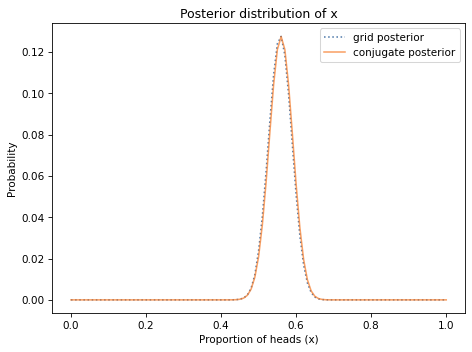 Posterior distribution of x
grid posterior
conjugate posterior
Probability
0.12
0.10
0.08
0.06
0.04
0.02
0.00
0.0 0.2 0.4 0.6 0.8 1.0
Proportion of heads (x)